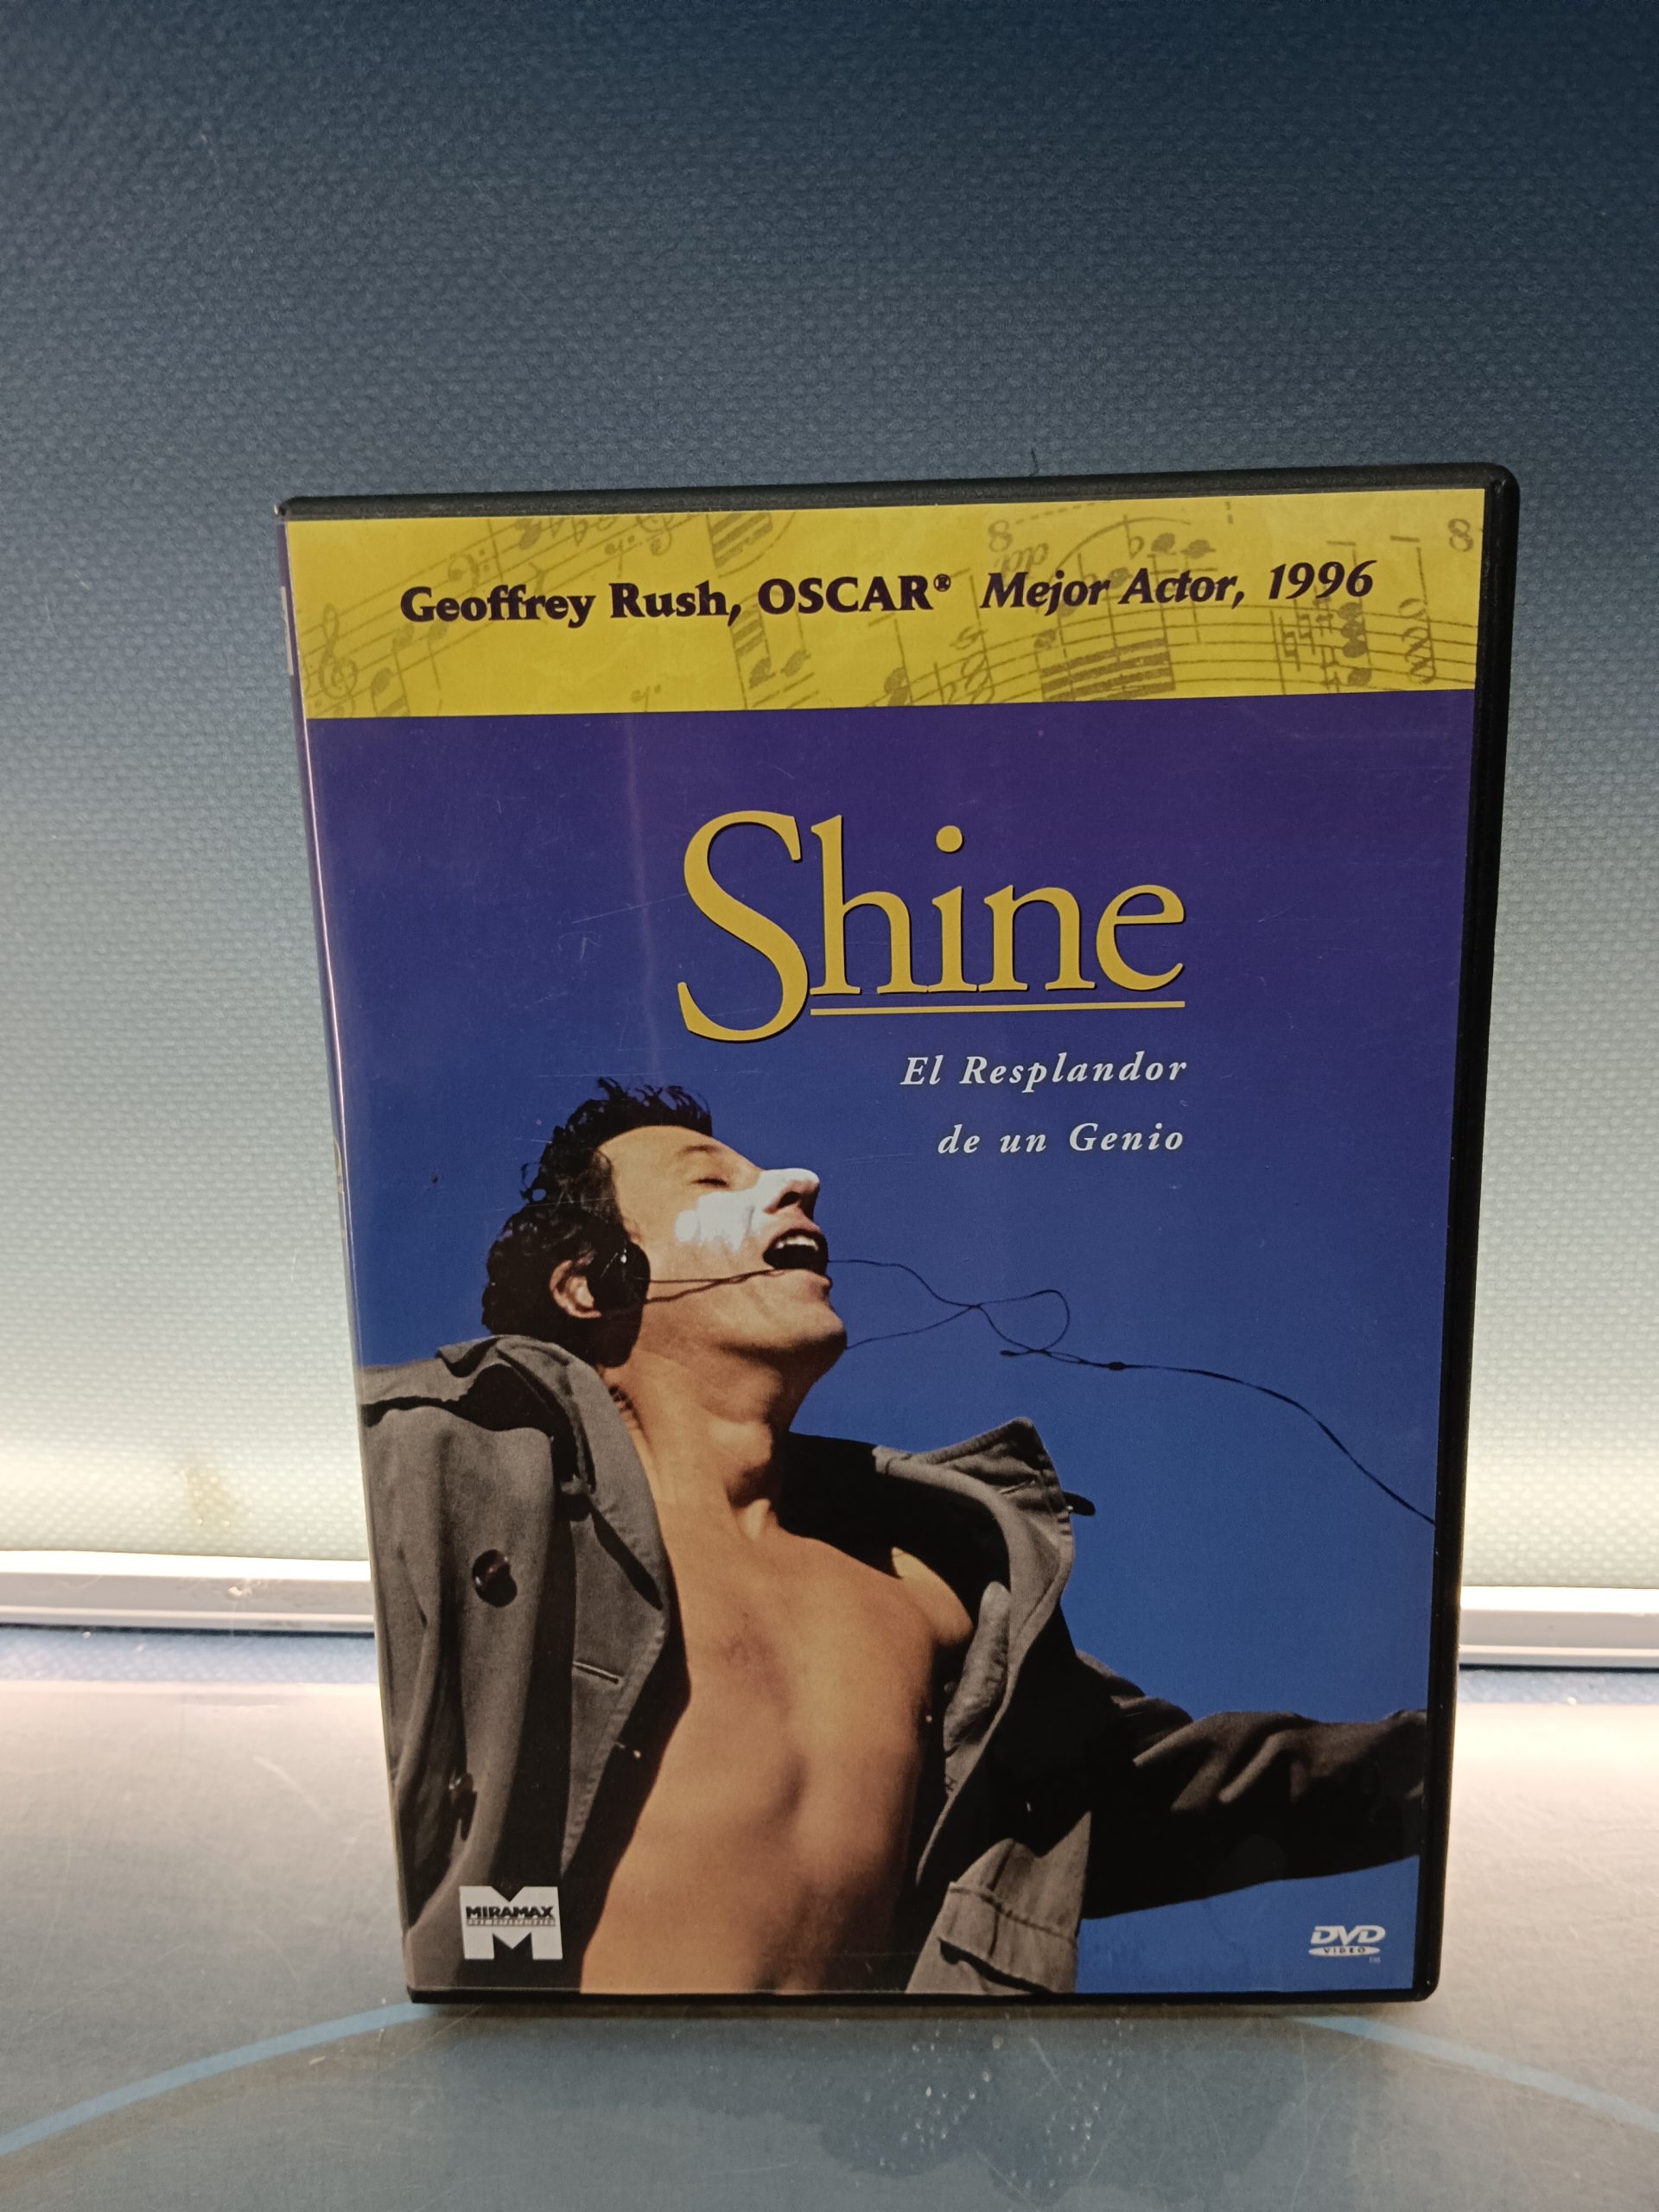 Geoffrey Rush, OSCAR® Mejor Actor, 1996
Shine
El Resplandor
de un Genio
MIRAMAX
DVD
VIDEO